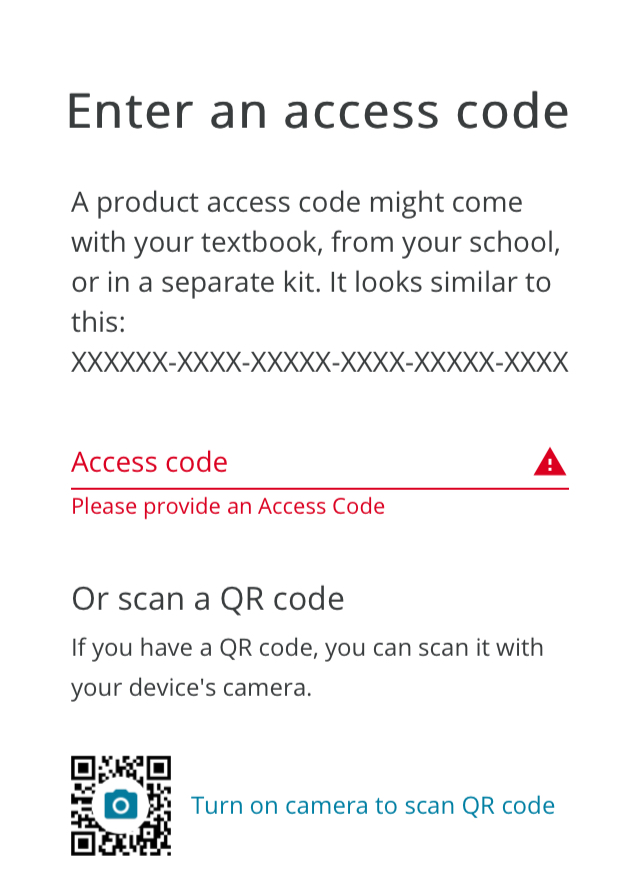 Enter an access code
A product access code might come
with your textbook, from your school,
or in a separate kit. It looks similar to
this:
XXXXXX-XXXX-XXXXX-XXXX-XXXXX-XXXX
Access code
Please provide an Access Code
Or scan a QR code
If you have a QR code, you can scan it with
your device's camera.
Turn on camera to scan QR code